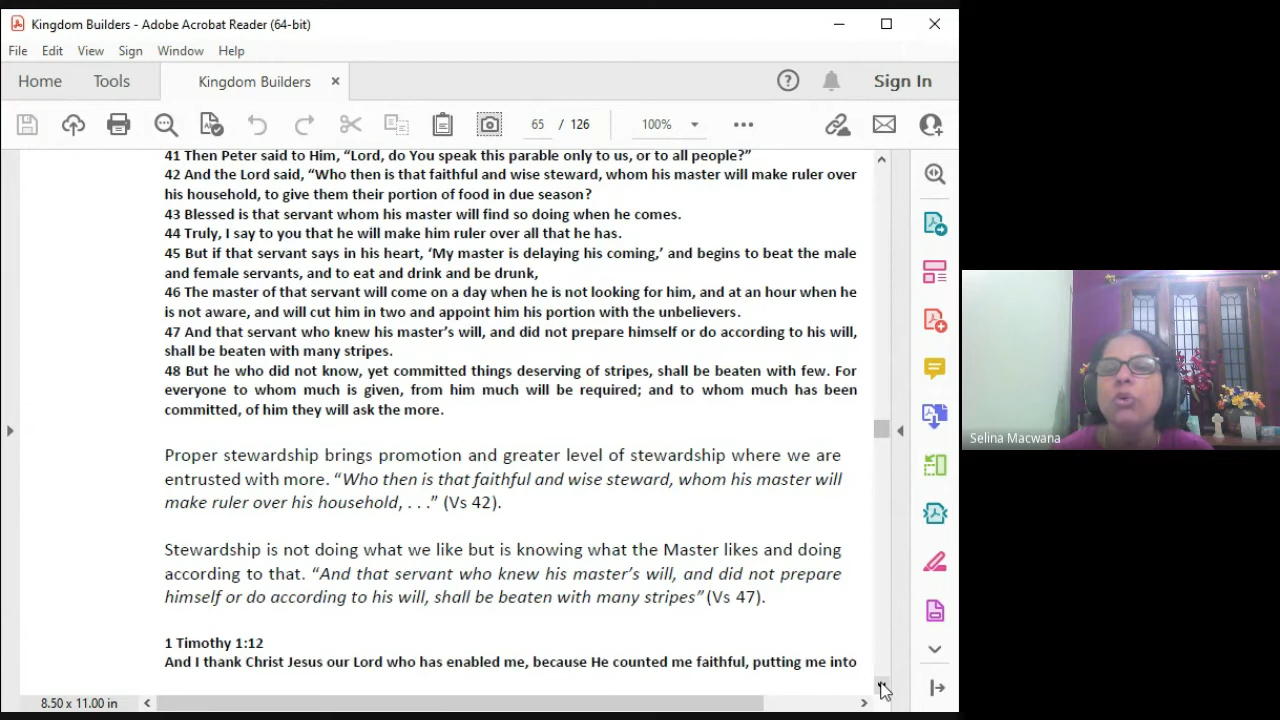 Kingdom Builders - Adobe Acrobat Reader (64-bit)
File Edit View Sign Window Help
Home Tools Kingdom Builders × Sign In
65 / 126 100%
41 Then Peter said to Him, “Lord, do You speak this parable only to us, or to all people?”
42 And the Lord said, “Who then is that faithful and wise steward, whom his master will make ruler over
his household, to give them their portion of food in due season?
43 Blessed is that servant whom his master will find so doing when he comes.
44 Truly, I say to you that he will make him ruler over all that he has.
45 But if that servant says in his heart, ‘My master is delaying his coming,’ and begins to beat the male
and female servants, and to eat and drink and be drunk,
46 The master of that servant will come on a day when he is not looking for him, and at an hour when he
is not aware, and will cut him in two and appoint him his portion with the unbelievers.
47 And that servant who knew his master’s will, and did not prepare himself or do according to his will,
shall be beaten with many stripes.
48 But he who did not know, yet committed things deserving of stripes, shall be beaten with few. For
everyone to whom much is given, from him much will be required; and to whom much has been
committed, of him they will ask the more.
Proper stewardship brings promotion and greater level of stewardship where we are
entrusted with more. “Who then is that faithful and wise steward, whom his master will
make ruler over his household, . . .” (Vs 42).
Stewardship is not doing what we like but is knowing what the Master likes and doing
according to that. “And that servant who knew his master’s will, and did not prepare
himself or do according to his will, shall be beaten with many stripes” (Vs 47).
1 Timothy 1:12
And I thank Christ Jesus our Lord who has enabled me, because He counted me faithful, putting me into
8.50 x 11.00 in
Selina Macwana